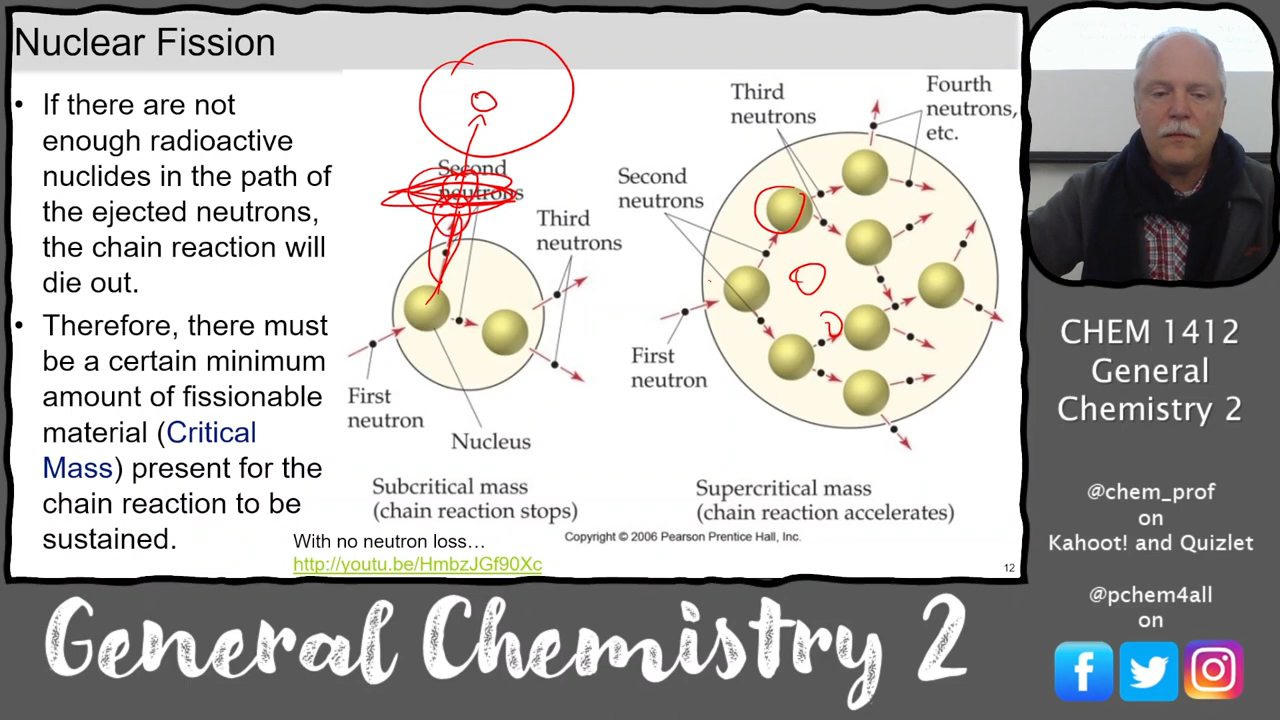 Nuclear Fission
• If there are not
enough radioactive
nuclides in the path of
the ejected neutrons,
the chain reaction will
die out.
• Therefore, there must
be a certain minimum
amount of fissionable
material (Critical
Mass) present for the
chain reaction to be
sustained.
Second
neutrons
Third
neutrons
First
neutron
Nucleus
Subcritical mass
(chain reaction stops)
With no neutron loss…
http://youtu.be/HmbzJGf90Xc
Third
neutrons
Fourth
neutrons,
etc.
Second
neutrons
First
neutron
Supercritical mass
(chain reaction accelerates)
Copyright © 2006 Pearson Prentice Hall, Inc.
12
CHEM 1412
General
Chemistry 2
@chem_prof
on
Kahoot! and Quizlet
@pchem4all
on
General Chemistry 2